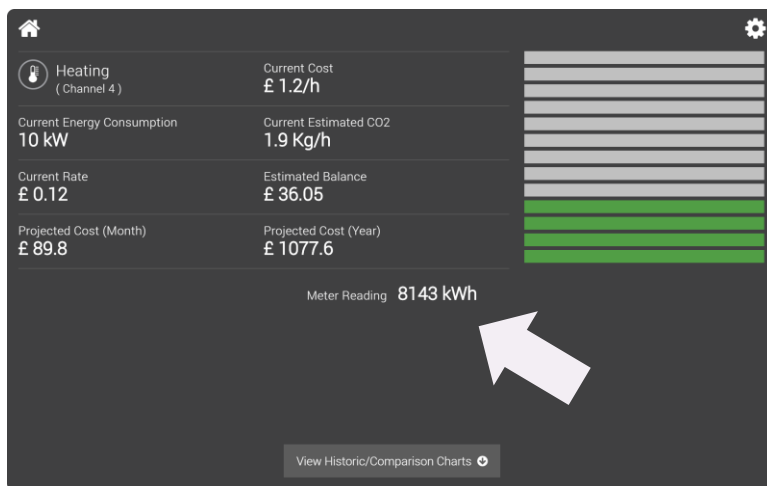 Heating
( Channel 4 )
Current Cost
£ 1.2/h
Current Energy Consumption
10 kW
Current Estimated CO2
1.9 Kg/h
Current Rate
£ 0.12
Estimated Balance
£ 36.05
Projected Cost (Month)
£ 89.8
Projected Cost (Year)
£ 1077.6
Meter Reading 8143 kWh
View Historic/Comparison Charts